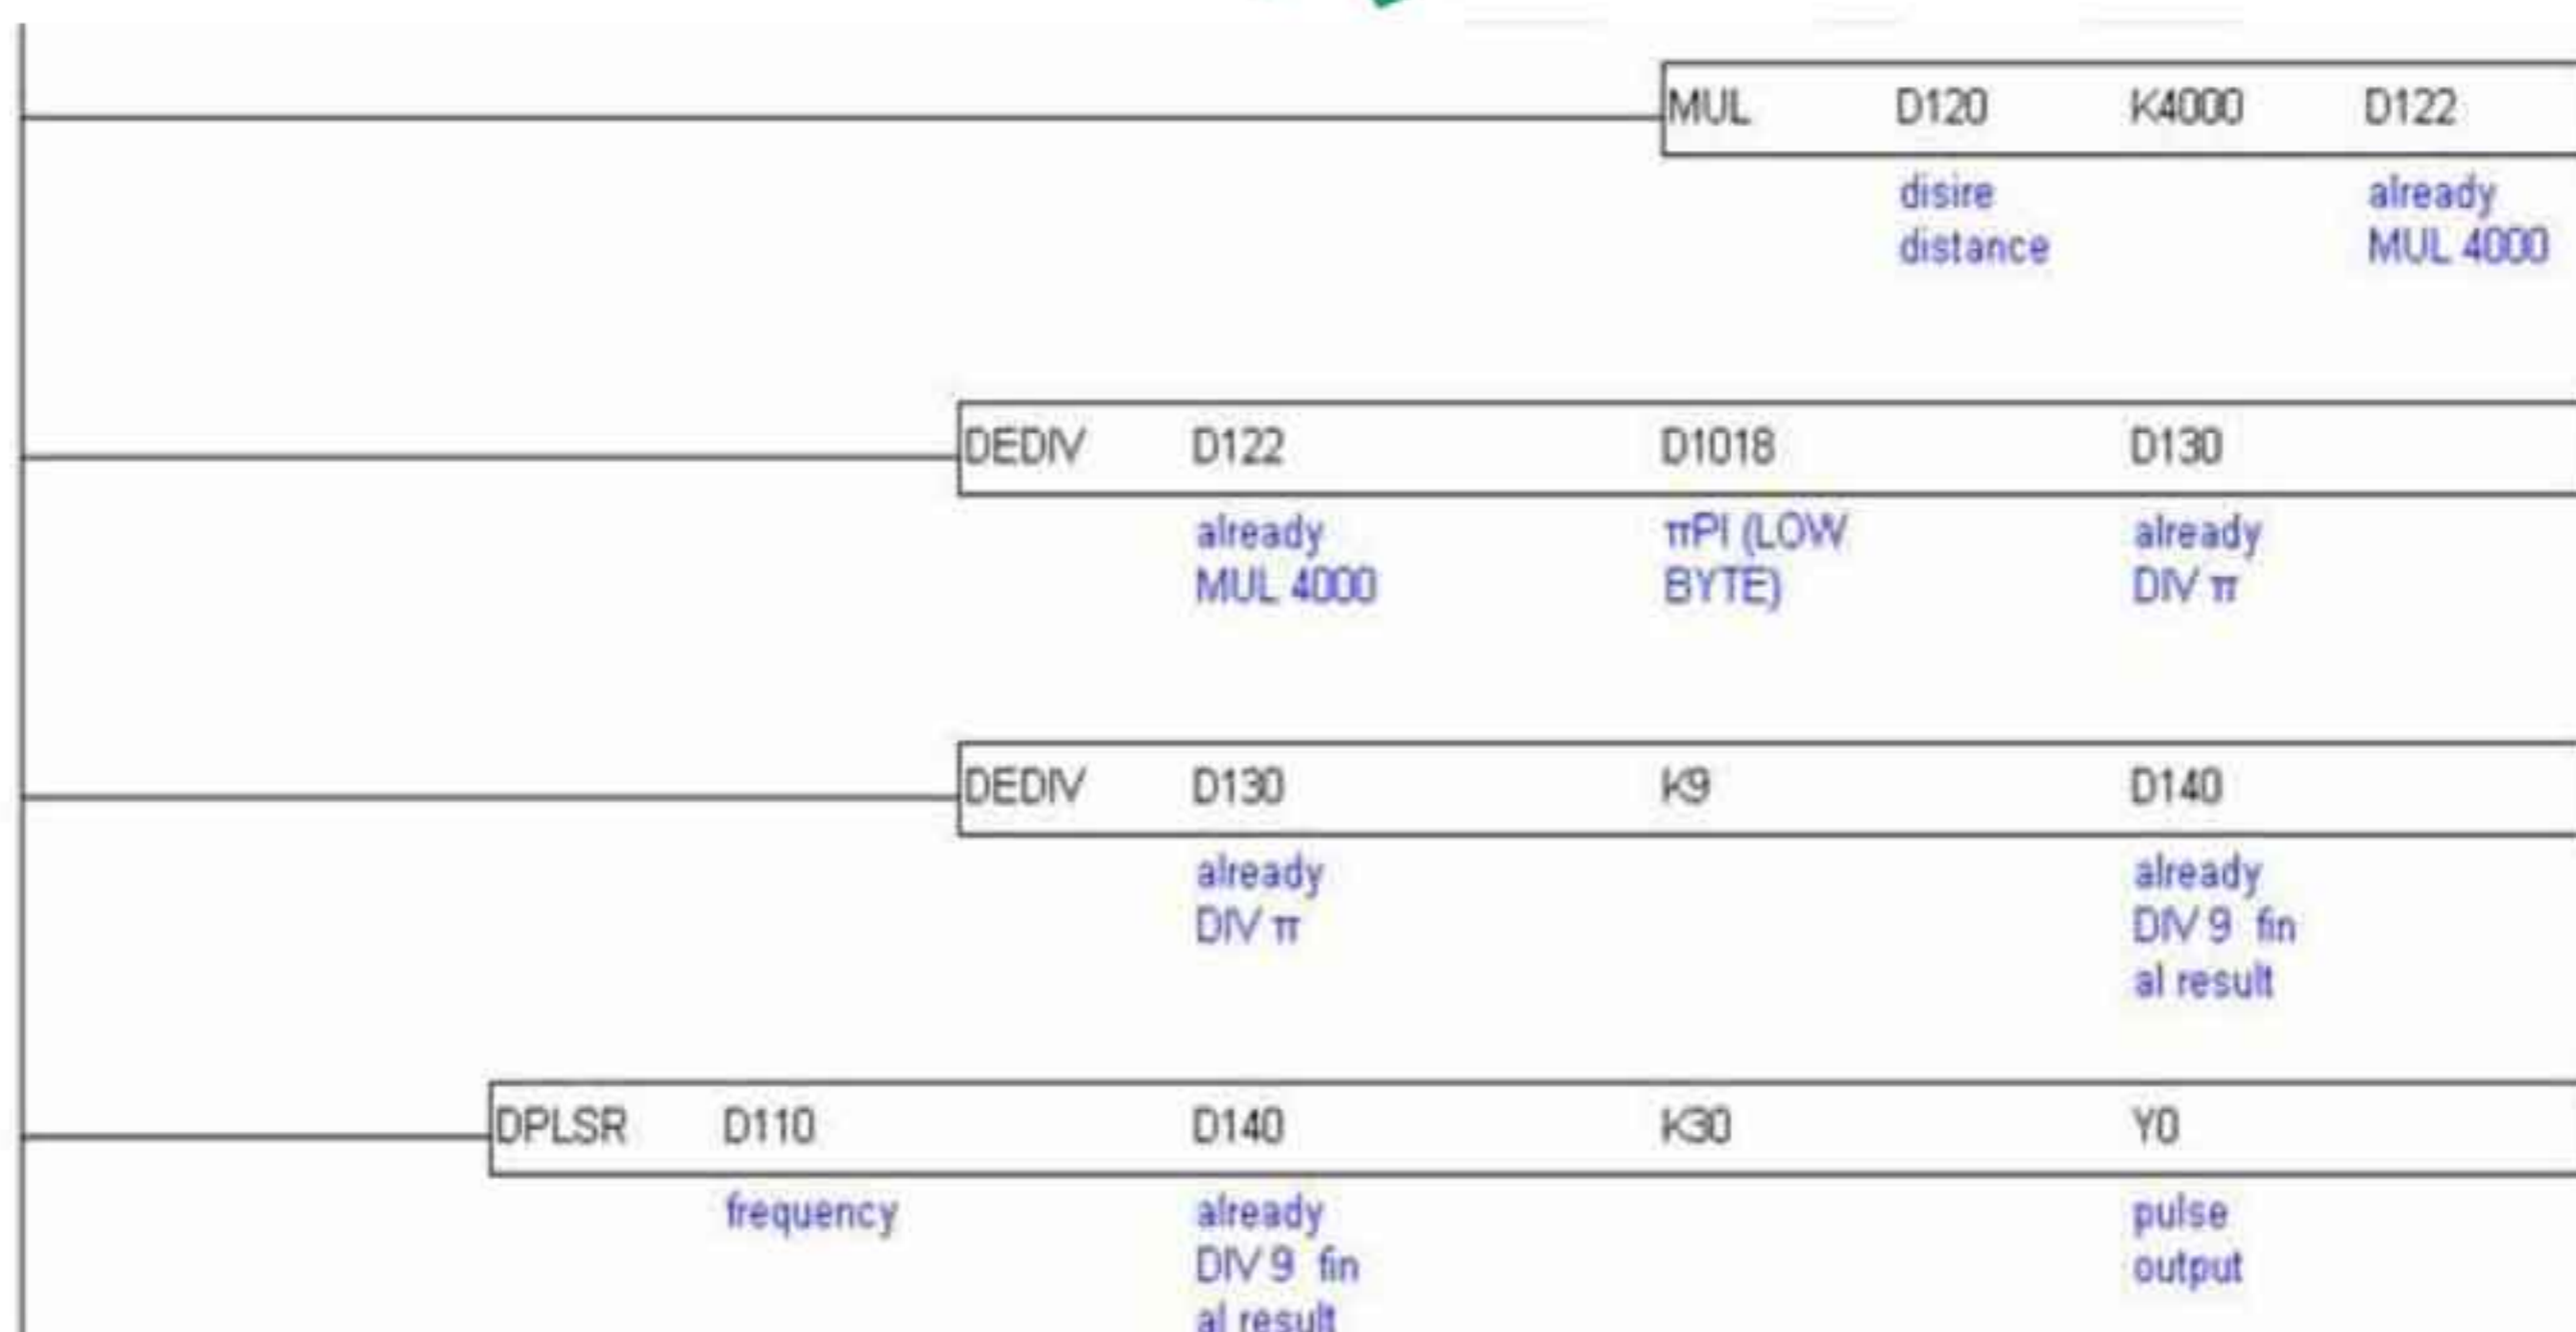 MUL D120 K4000 D122
disire already
distance MUL 4000
DEDIV D122 D1018 D130
already πPI (LOW already
MUL 4000 BYTE) DIV π
DEDIV D130 K9 D140
already already
DIV π DIV 9 fin
al result
DPLSR D110 D140 K30 Y0
frequency already pulse
DIV 9 fin output
al result